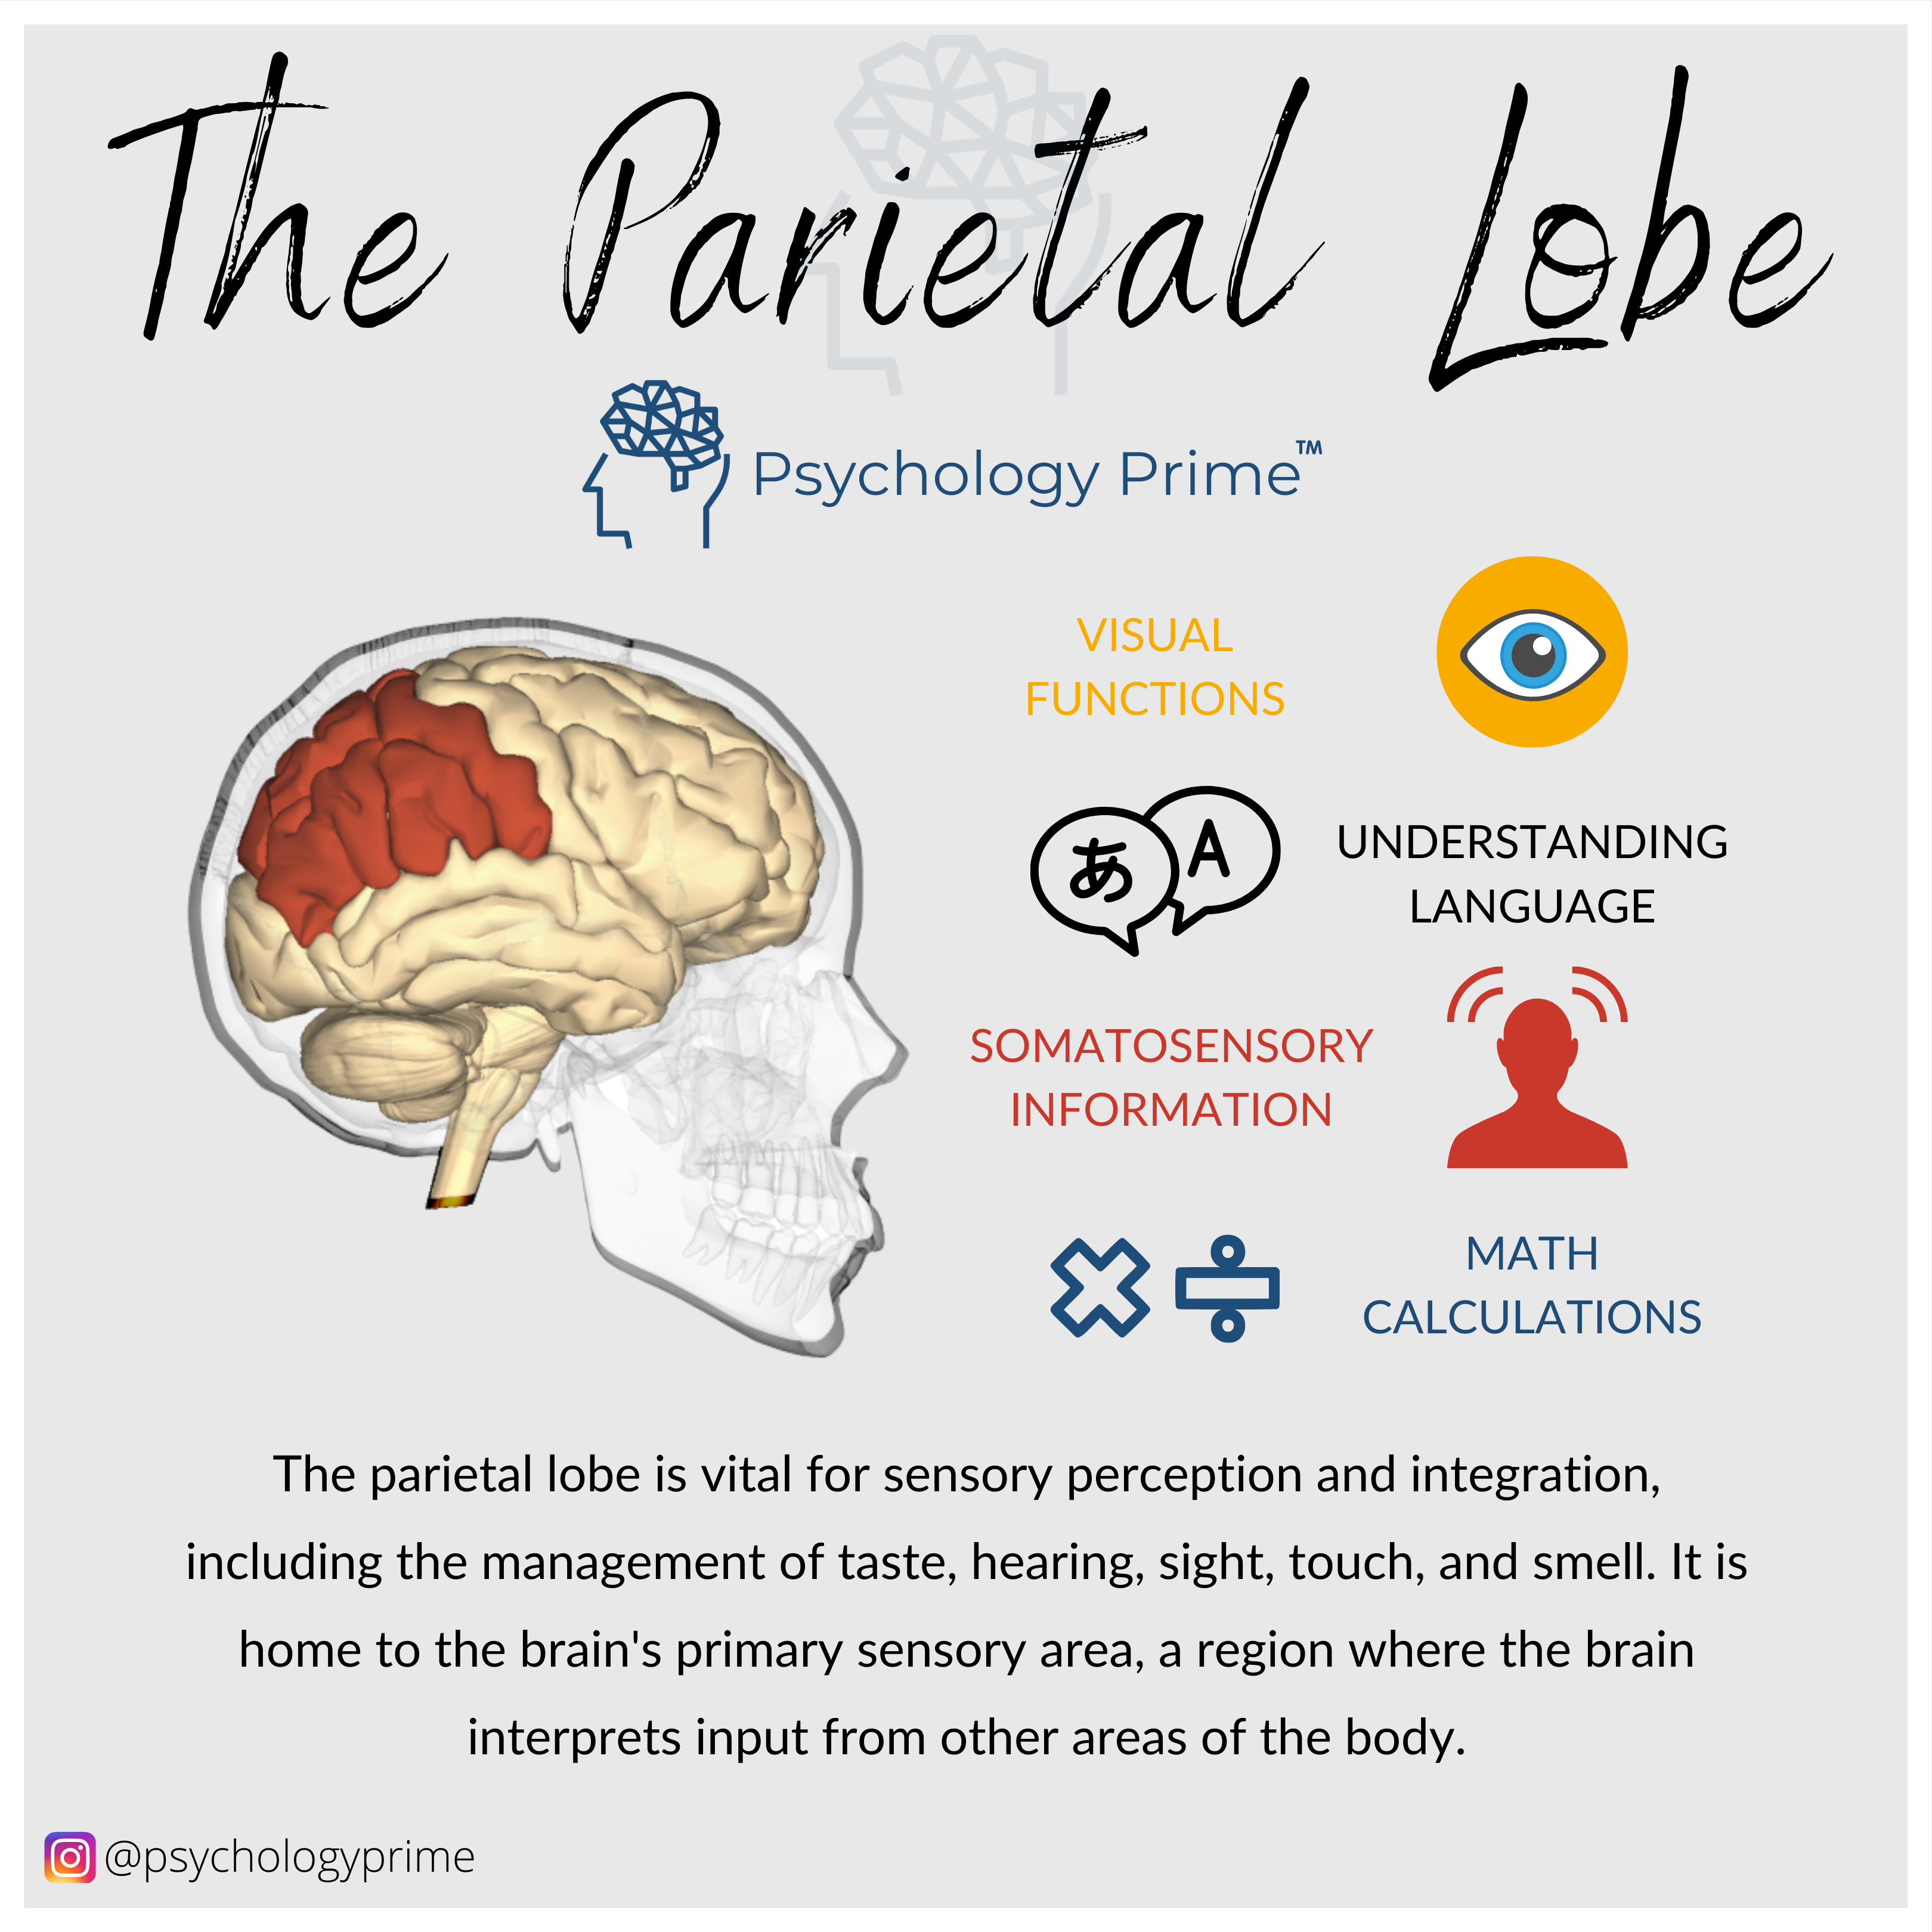 The Parietal Lobe
Psychology Prime™
VISUAL
FUNCTIONS
あ A
UNDERSTANDING
LANGUAGE
SOMATOSENSORY
INFORMATION
MATH
CALCULATIONS
The parietal lobe is vital for sensory perception and integration,
including the management of taste, hearing, sight, touch, and smell. It is
home to the brain's primary sensory area, a region where the brain
interprets input from other areas of the body.
@psychologyprime